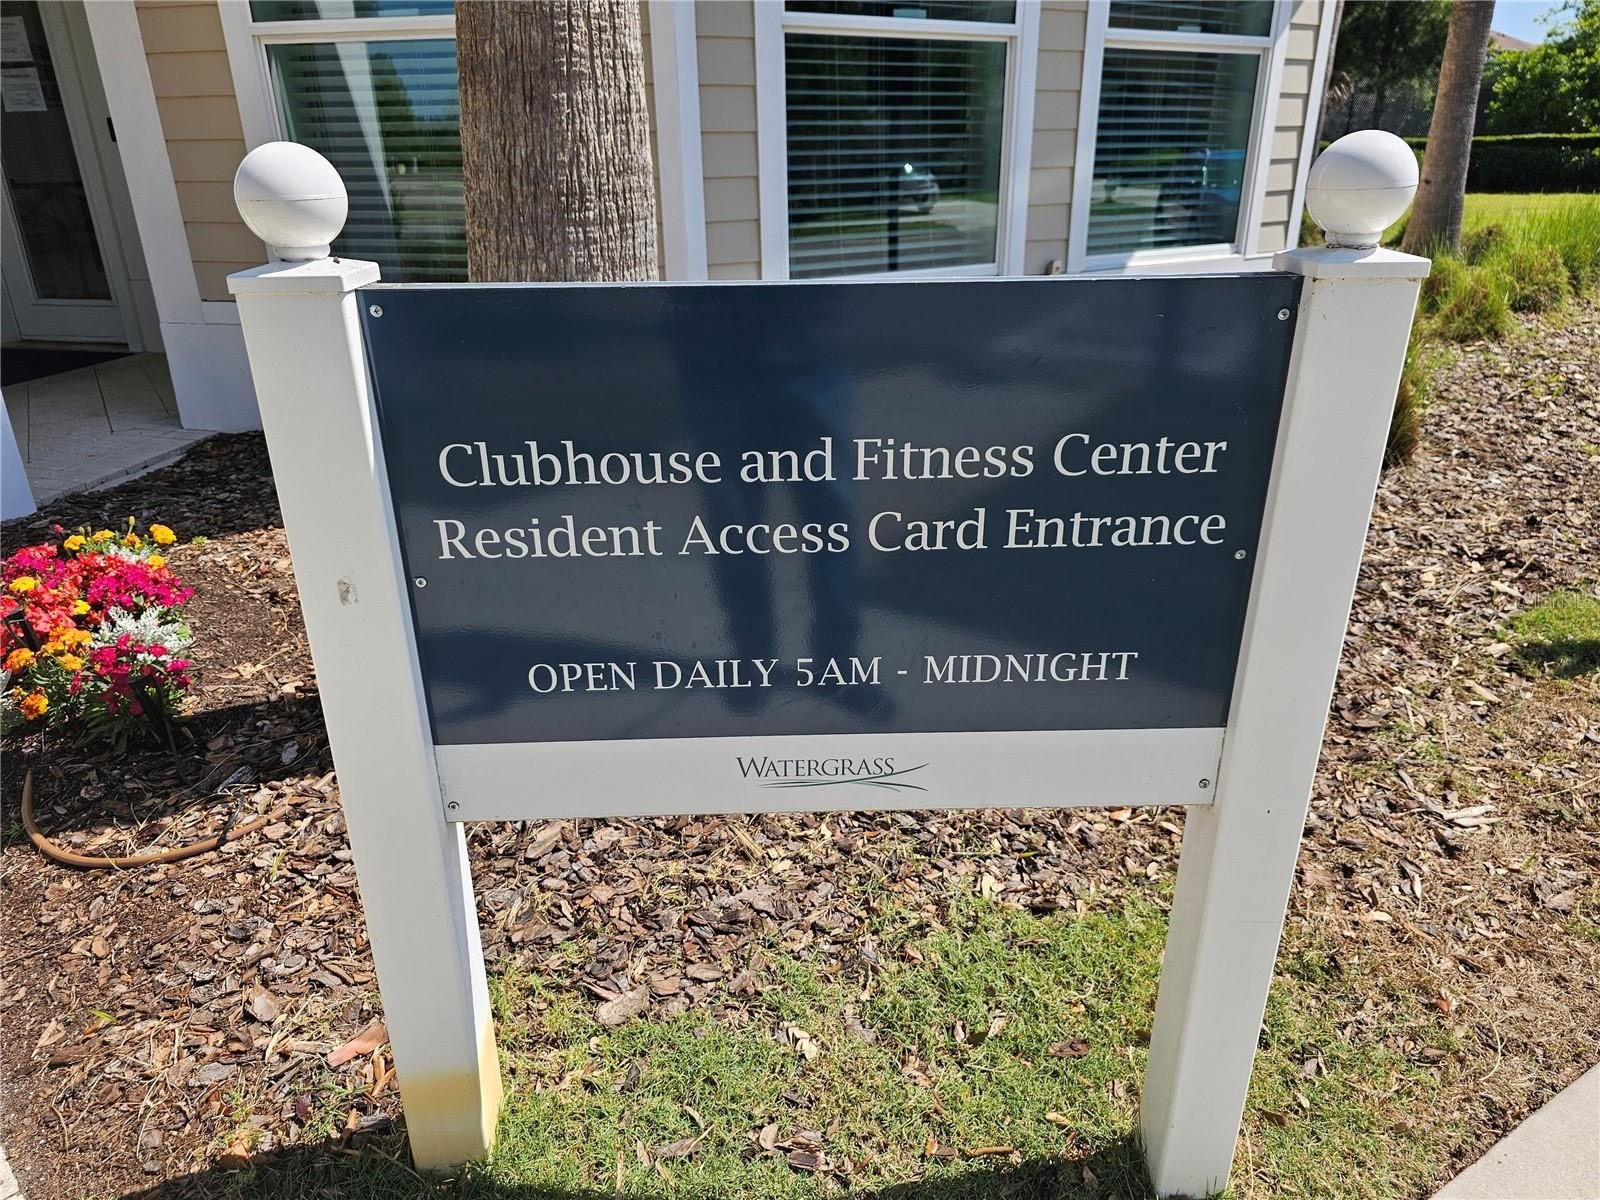 Clubhouse and Fitness Center
Resident Access Card Entrance
OPEN DAILY 5AM - MIDNIGHT
WATERGRASS